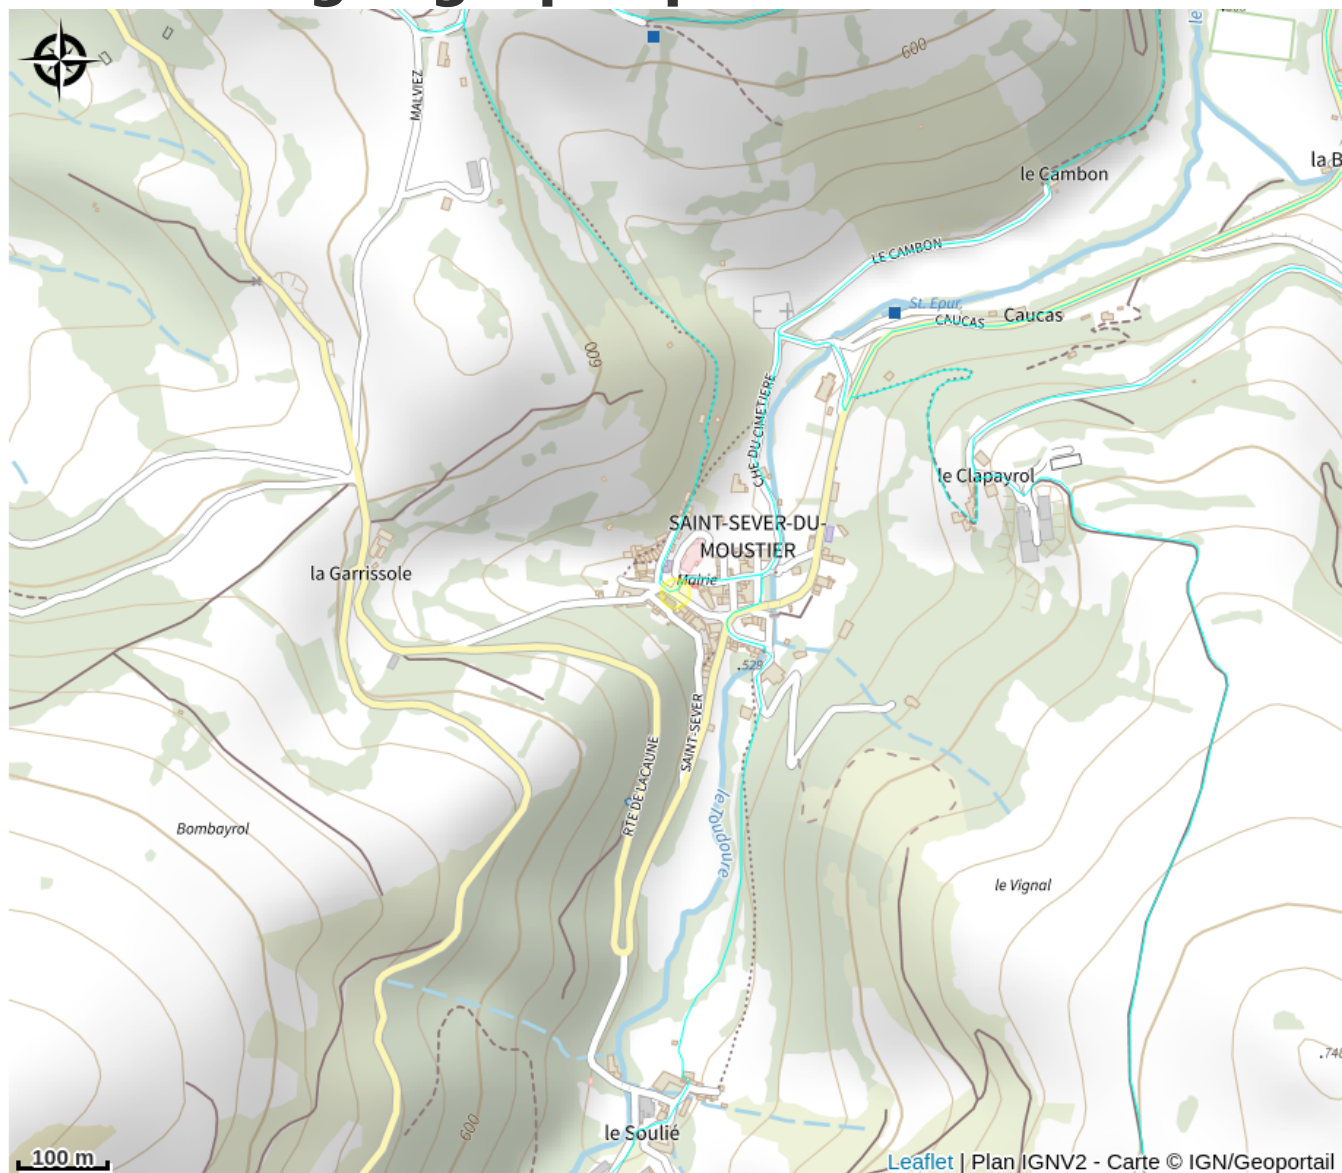 600
MALVIEZ
le Cambon
la B
LE CAMBON
St. Epur.
CAUCAS
Caucas
600
CHE DU CIMETIERE
le Clapayrol
SAINT-SEVER-DU-
MOUSTIER
Mairie
la Garrissole
.529
SAINT-SEVER
RTE DE LACAUNE
le Toudoure
Bombayrol
le Vignal
600
le Soulié
100 m
Leaflet | Plan IGNV2 - Carte © IGN/Geoportail